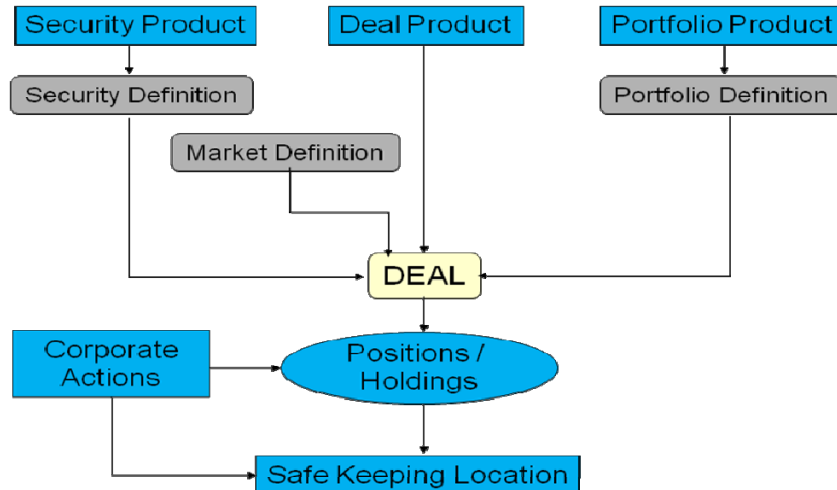 Security Product
Deal Product
Portfolio Product
Security Definition
Portfolio Definition
Market Definition
DEAL
Corporate
Actions
Positions /
Holdings
Safe Keeping Location